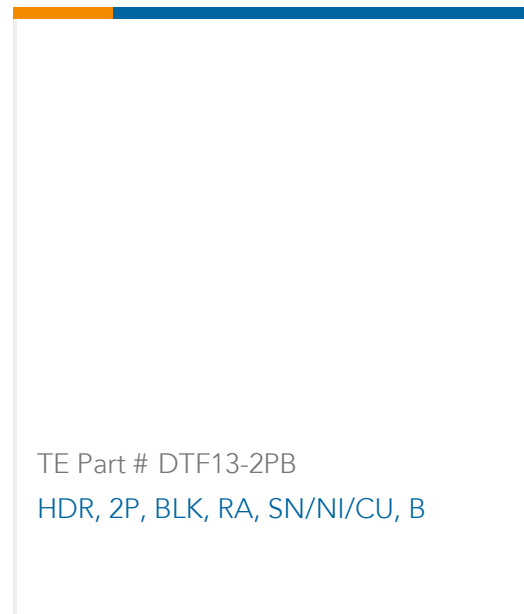 TE Part # DTF13-2PB
HDR, 2P, BLK, RA, SN/NI/CU, B